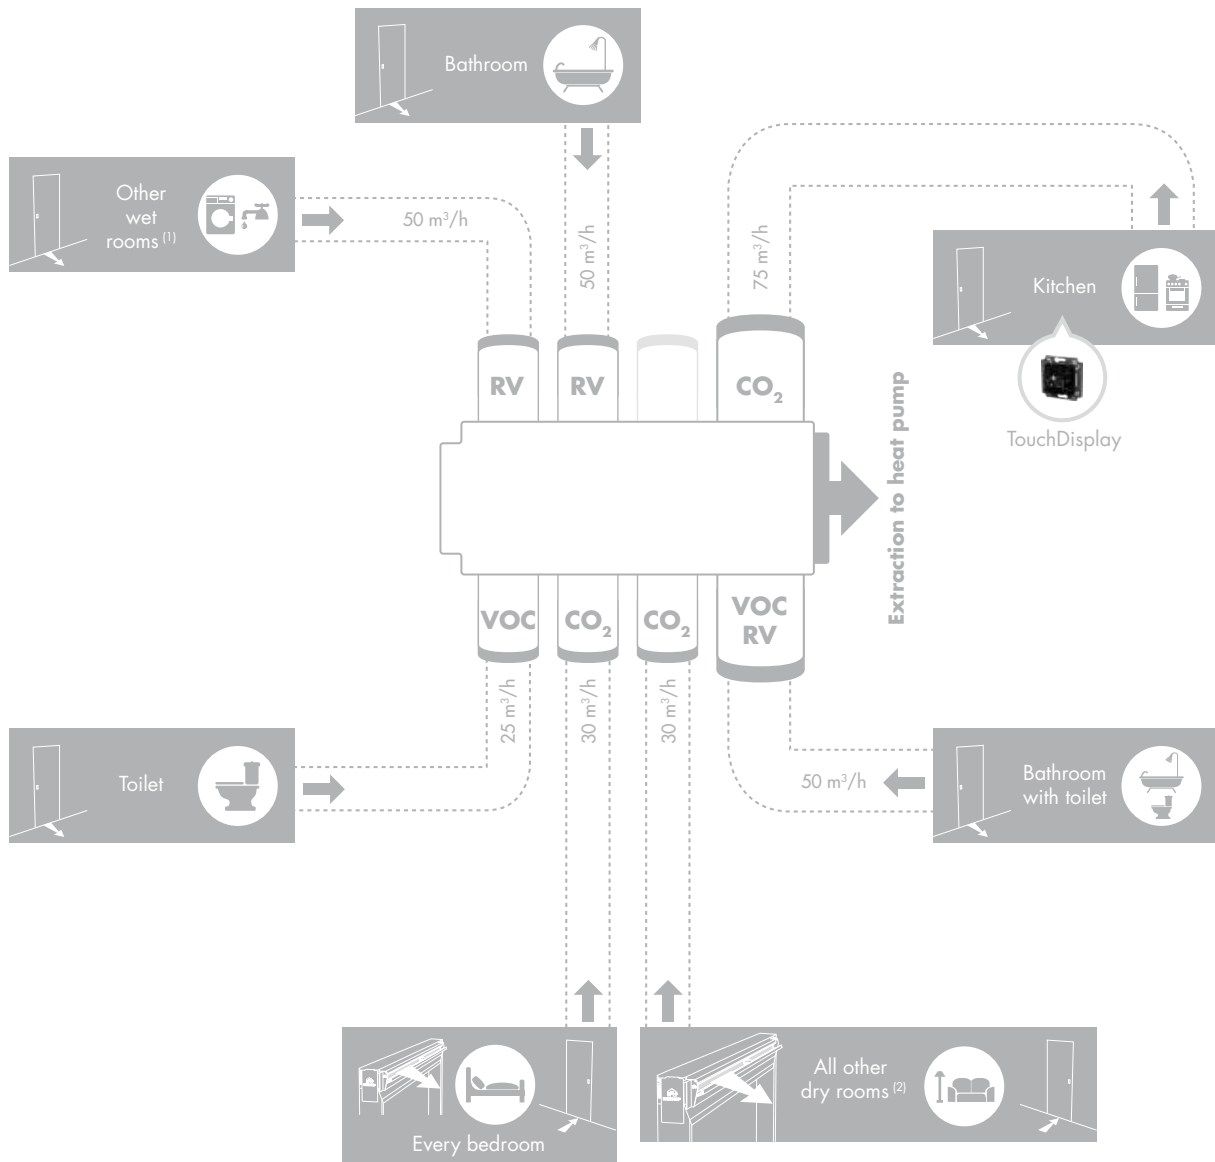 Bathroom
Other
wet
rooms (1)
50 m³/h
50 m³/h
75 m³/h
Kitchen
TouchDisplay
RV
RV
CO₂
Extraction to heat pump
VOC
CO₂
CO₂
VOC
RV
25 m³/h
30 m³/h
30 m³/h
Toilet
50 m³/h
Bathroom
with toilet
Every bedroom
All other
dry rooms (2)